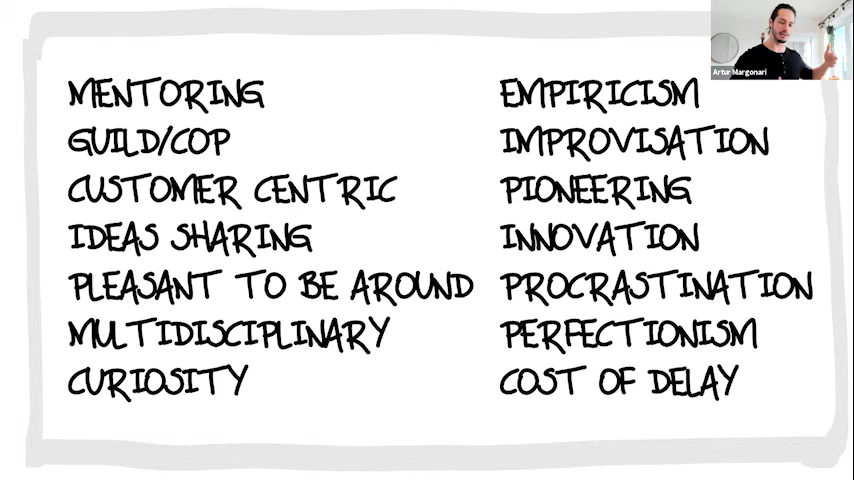 MENTORING
GUILD/COP
CUSTOMER CENTRIC
IDEAS SHARING
PLEASANT TO BE AROUND
MULTIDISCIPLINARY
CURIOSITY
EMPIRICISM
IMPROVISATION
PIONEERING
INNOVATION
PROCRASTINATION
PERFECTIONISM
COST OF DELAY
Artur Margonari